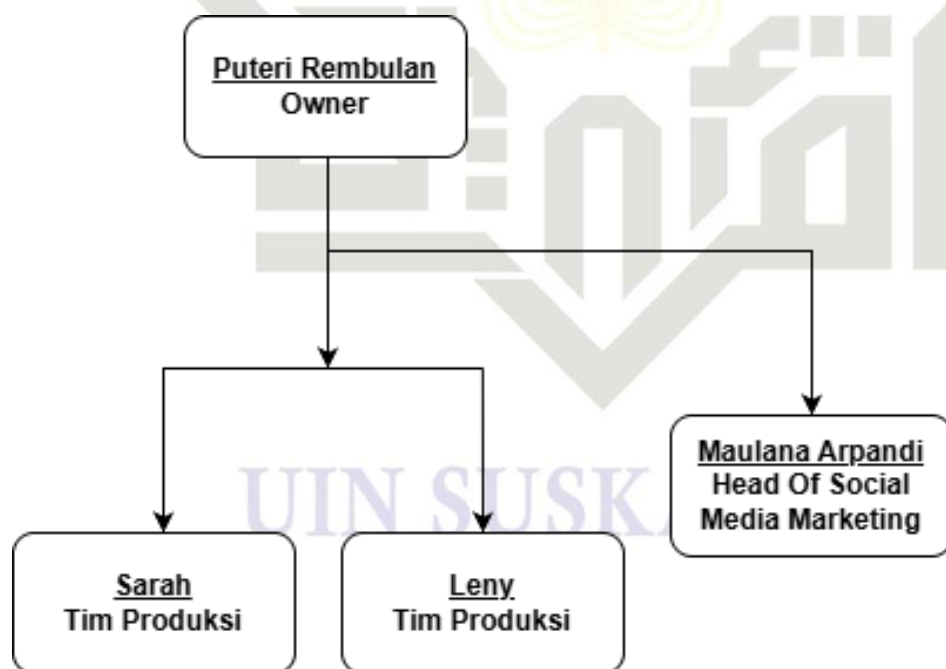 Puteri Rembulan
Owner
Maulana Arpandi
Head Of Social
Media Marketing
UIN SUSKA
Sarah
Tim Produksi
Leny
Tim Produksi